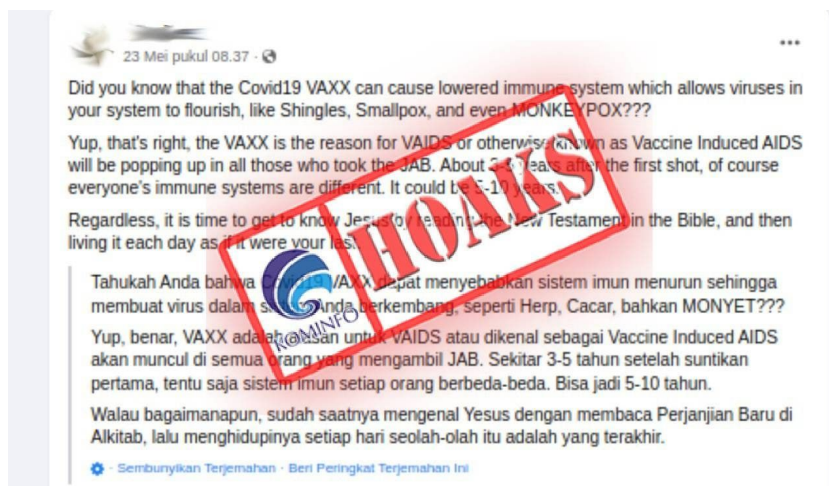 23 Mei pukul 08.37 ·
Did you know that the Covid19 VAXX can cause lowered immune system which allows viruses in
your system to flourish, like Shingles, Smallpox, and even MONKEYPOX???
Yup, that's right, the VAXX is the reason for VAIDS or otherwise known as Vaccine Induced AIDS
will be popping up in all those who took the JAB. About 3-5 years after the first shot, of course
everyone's immune systems are different. It could be 5-10 years.
Regardless, it is time to get to know Jesus by reading the New Testament in the Bible, and then
living it each day as if it were your last.
HOAKS
KOMINFO
Tahukah Anda bahwa Covid19 VAXX dapat menyebabkan sistem imun menurun sehingga
membuat virus dalam sistem Anda berkembang, seperti Herp, Cacar, bahkan MONYET???
Yup, benar, VAXX adalah alasan untuk VAIDS atau dikenal sebagai Vaccine Induced AIDS
akan muncul di semua orang yang mengambil JAB. Sekitar 3-5 tahun setelah suntikan
pertama, tentu saja sistem imun setiap orang berbeda-beda. Bisa jadi 5-10 tahun.
Walau bagaimanapun, sudah saatnya mengenal Yesus dengan membaca Perjanjian Baru di
Alkitab, lalu menghidupinya setiap hari seolah-olah itu adalah yang terakhir.
· Sembunyikan Terjemahan · Beri Peringkat Terjemahan Ini